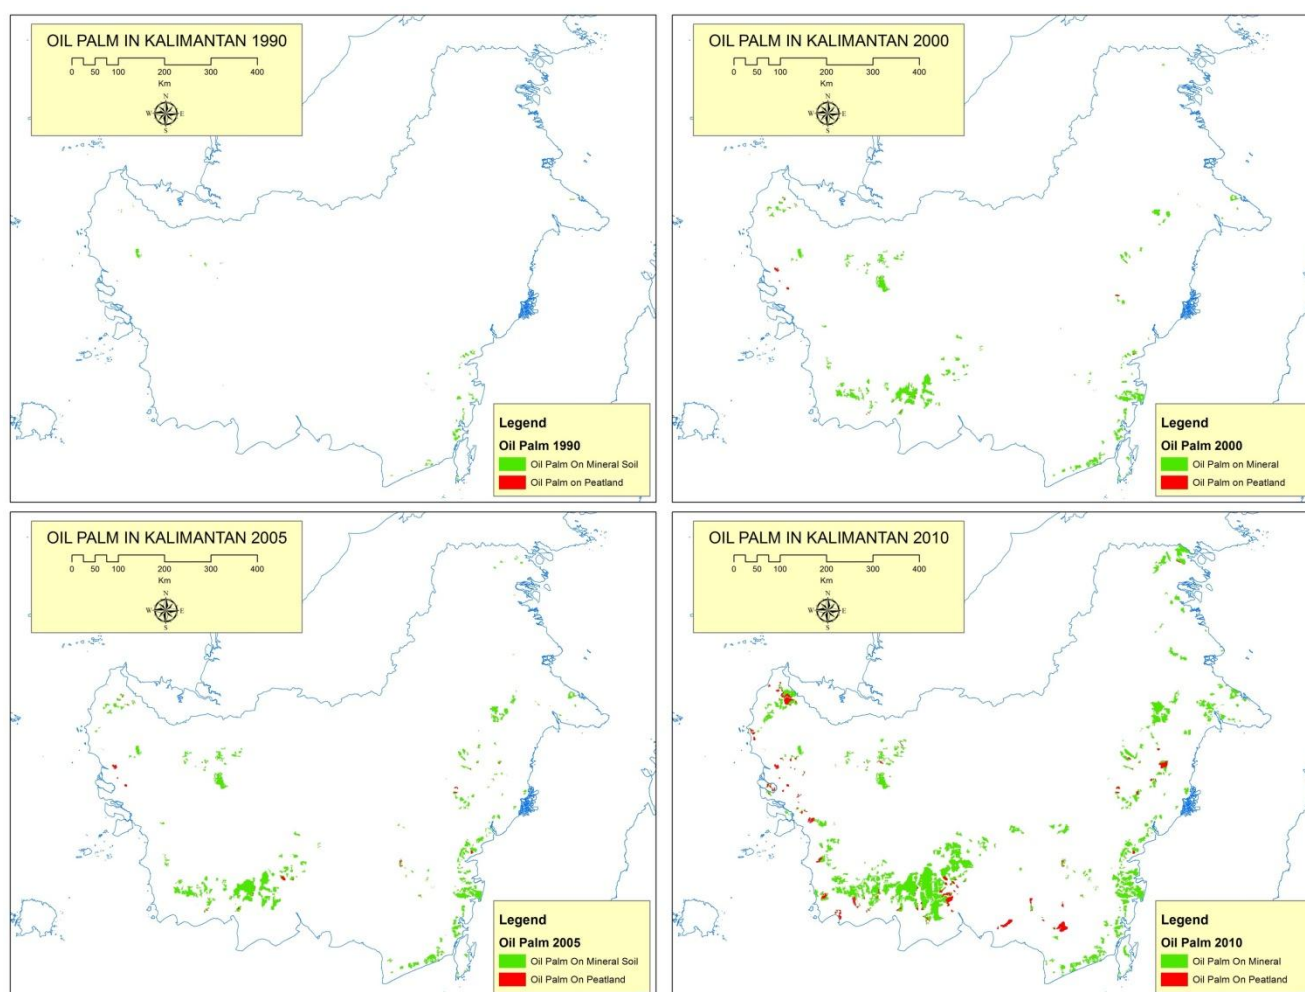 OIL PALM IN KALIMANTAN 1990
0 50 100 200 300 400
Km
N
W E
S
Legend
Oil Palm 1990
Oil Palm On Mineral Soil
Oil Palm on Peatland
OIL PALM IN KALIMANTAN 2000
0 50 100 200 300 400
Km
N
W E
S
Legend
Oil Palm 2000
Oil Palm on Mineral
Oil Palm on Peatland
OIL PALM IN KALIMANTAN 2005
0 50 100 200 300 400
Km
N
W E
S
Legend
Oil Palm 2005
Oil Palm On Mineral Soil
Oil Palm On Peatland
OIL PALM IN KALIMANTAN 2010
0 50 100 200 300 400
Km
N
W E
S
Legend
Oil Palm 2010
Oil Palm On Mineral
Oil Palm On Peatland